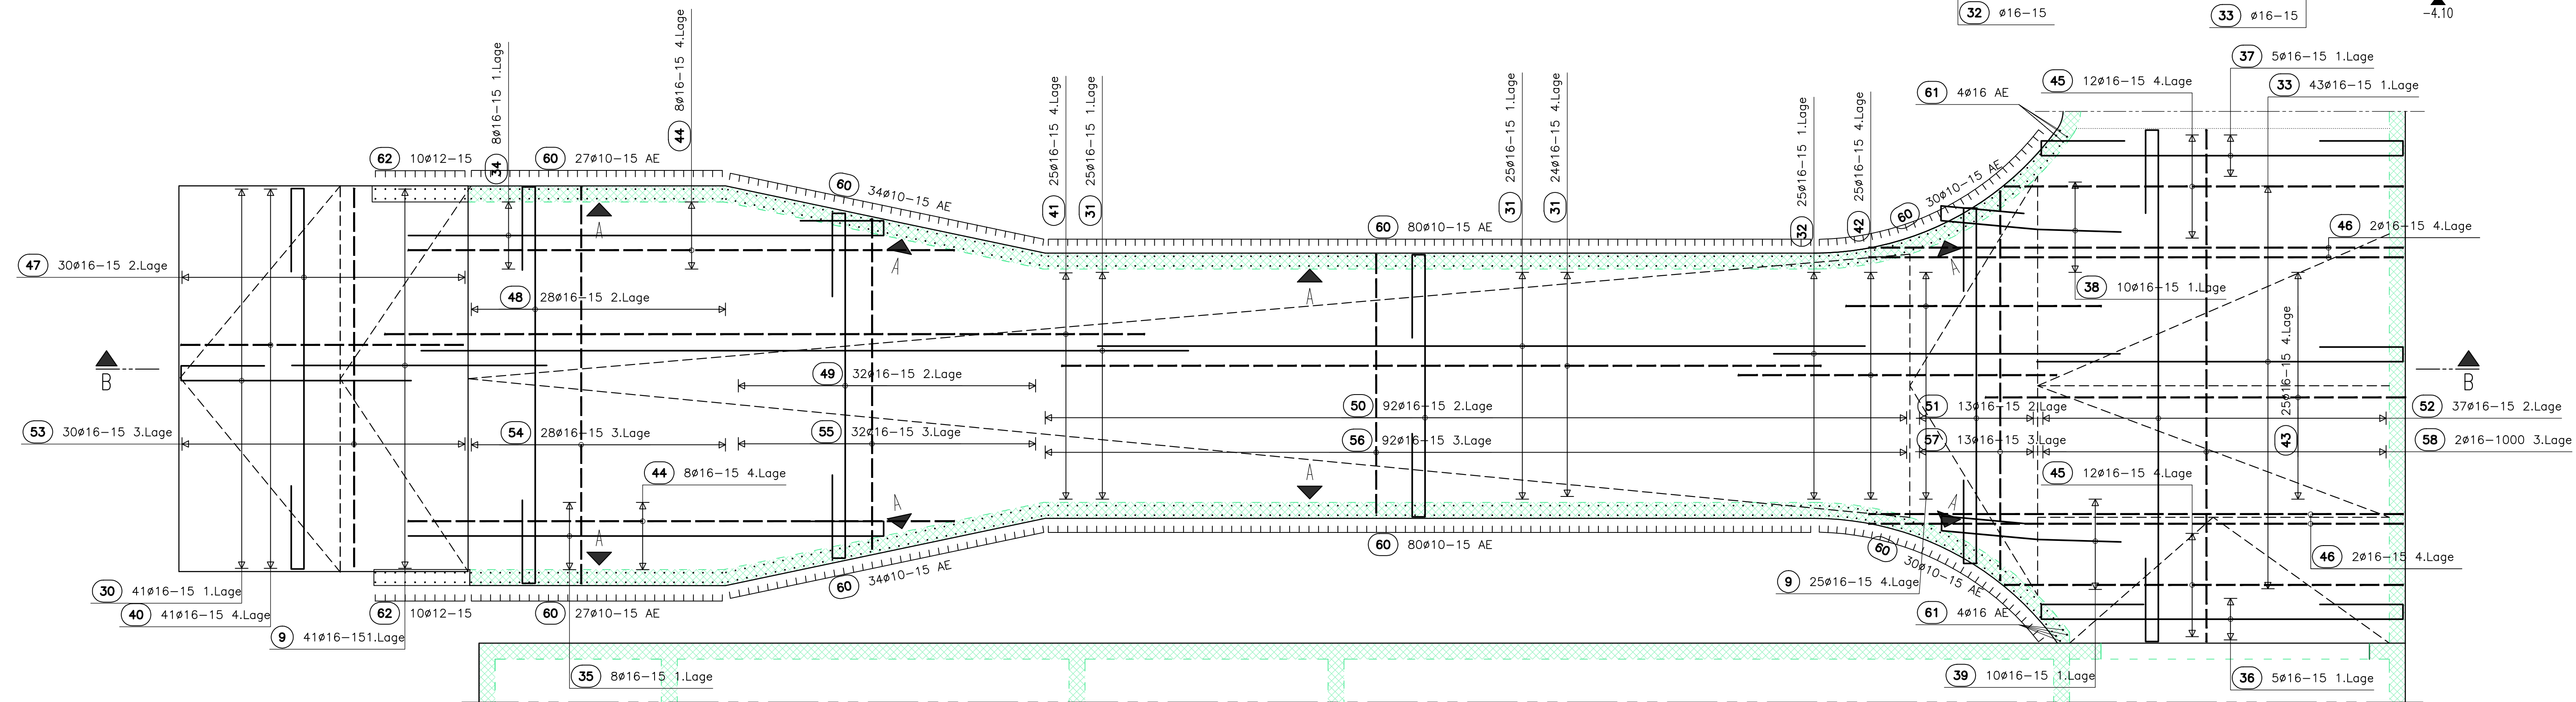 32 ø16-15
33 ø16-15
-4.10
37 5ø16-15 1.Lage
45 12ø16-15 4.Lage
33 43ø16-15 1.Lage
61 4ø16 AE
34 8ø16-15 1.Lage
44 8ø16-15 4.Lage
41 25ø16-15 4.Lage
31 25ø16-15 1.Lage
31 25ø16-15 1.Lage
31 24ø16-15 4.Lage
32 25ø16-15 1.Lage
42 25ø16-15 4.Lage
62 10ø12-15
60 27ø10-15 AE
60 34ø10-15 AE
60 80ø10-15 AE
60 30ø10-15 AE
46 2ø16-15 4.Lage
A
A
A
A
47 30ø16-15 2.Lage
48 28ø16-15 2.Lage
38 10ø16-15 1.Lage
43 25ø16-15 4.Lage
B
B
49 32ø16-15 2.Lage
50 92ø16-15 2.Lage
51 13ø16-15 2.Lage
52 37ø16-15 2.Lage
53 30ø16-15 3.Lage
54 28ø16-15 3.Lage
55 32ø16-15 3.Lage
56 92ø16-15 3.Lage
57 13ø16-15 3.Lage
58 2ø16-1000 3.Lage
44 8ø16-15 4.Lage
45 12ø16-15 4.Lage
A
A
A
A
60 80ø10-15 AE
60 30ø10-15 AE
46 2ø16-15 4.Lage
60 34ø10-15 AE
9 25ø16-15 4.Lage
30 41ø16-15 1.Lage
40 41ø16-15 4.Lage
62 10ø12-15
60 27ø10-15 AE
61 4ø16 AE
9 41ø16-151.Lage
35 8ø16-15 1.Lage
39 10ø16-15 1.Lage
36 5ø16-15 1.Lage